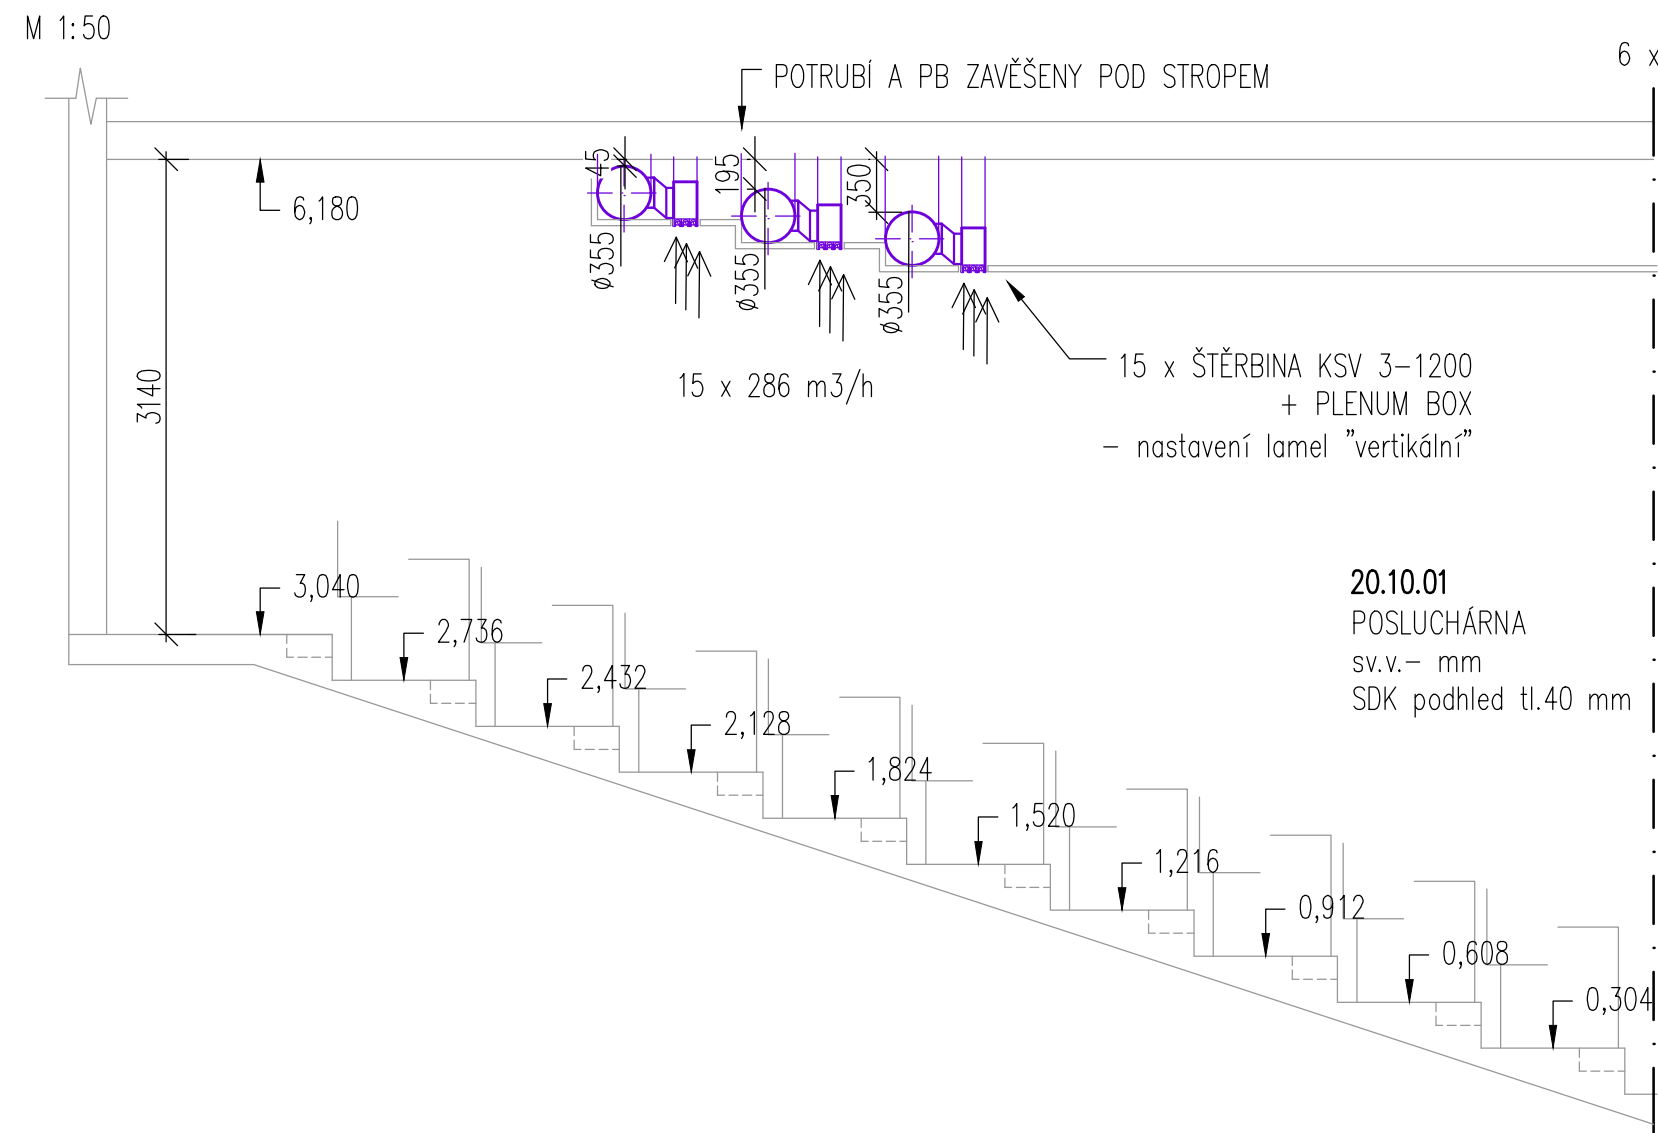 M 1:50
6 x
POTRUBÍ A PB ZAVĚŠENY POD STROPEM
45
195
350
6,180
ø355
ø355
ø355
3140
15 x 286 m3/h
15 x ŠTĚRBINA KSV 3-1200
+ PLENUM BOX
- nastavení lamel "vertikální"
20.10.01
POSLUCHÁRNA
sv.v.- mm
SDK podhled tl.40 mm
3,040
2,736
2,432
2,128
1,824
1,520
1,216
0,912
0,608
0,304